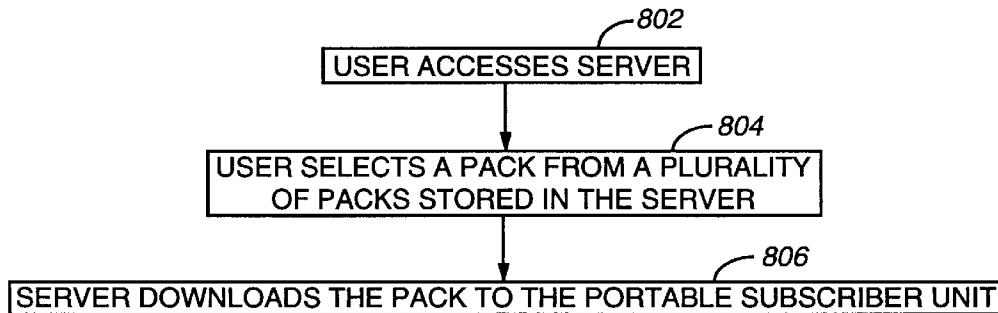 802
USER ACCESSES SERVER
804
USER SELECTS A PACK FROM A PLURALITY
OF PACKS STORED IN THE SERVER
806
SERVER DOWNLOADS THE PACK TO THE PORTABLE SUBSCRIBER UNIT